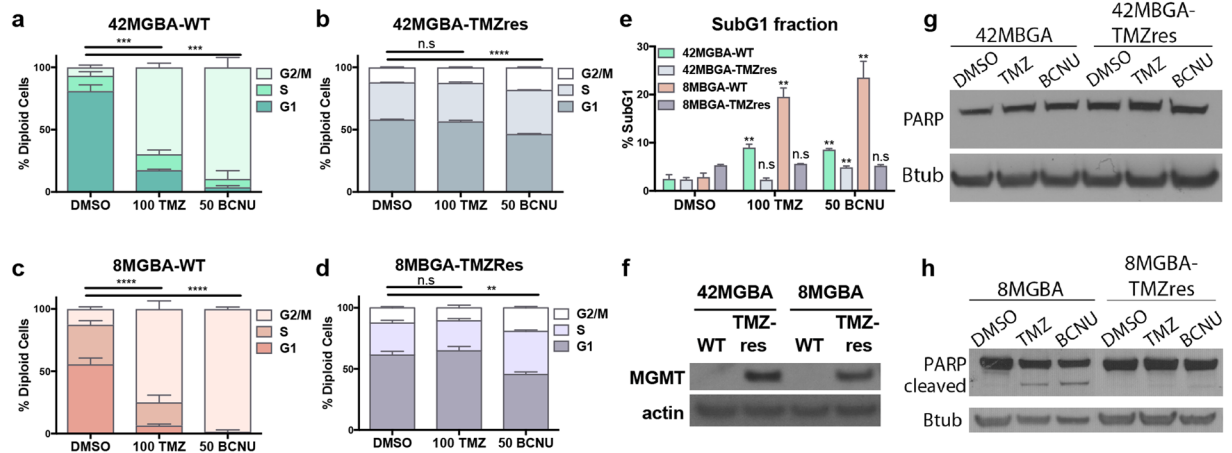 a
42MGBA-WT
***
***
% Diploid Cells
100
50
0
G2/M
S
G1
DMSO
100 TMZ
50 BCNU
b
42MGBA-TMZres
n.s
****
% Diploid Cells
100
50
0
G2/M
S
G1
DMSO
100 TMZ
50 BCNU
c
8MGBA-WT
****
****
% Diploid Cells
100
50
0
G2/M
S
G1
DMSO
100 TMZ
50 BCNU
d
8MBGA-TMZRes
n.s
**
% Diploid Cells
100
50
0
G2/M
S
G1
DMSO
100 TMZ
50 BCNU
e
SubG1 fraction
% SubG1
30
20
10
0
42MGBA-WT
42MBGA-TMZres
8MBGA-WT
8MBGA-TMZres
**
n.s
**
n.s
**
**
**
n.s
DMSO
100 TMZ
50 BCNU
f
42MGBA
8MGBA
WT
TMZ-
res
WT
TMZ-
res
MGMT
actin
g
42MBGA
42MBGA-
TMZres
DMSO
TMZ
BCNU
DMSO
TMZ
BCNU
PARP
Btub
h
8MGBA
8MGBA-
TMZres
DMSO
TMZ
BCNU
DMSO
TMZ
BCNU
PARP
cleaved
Btub